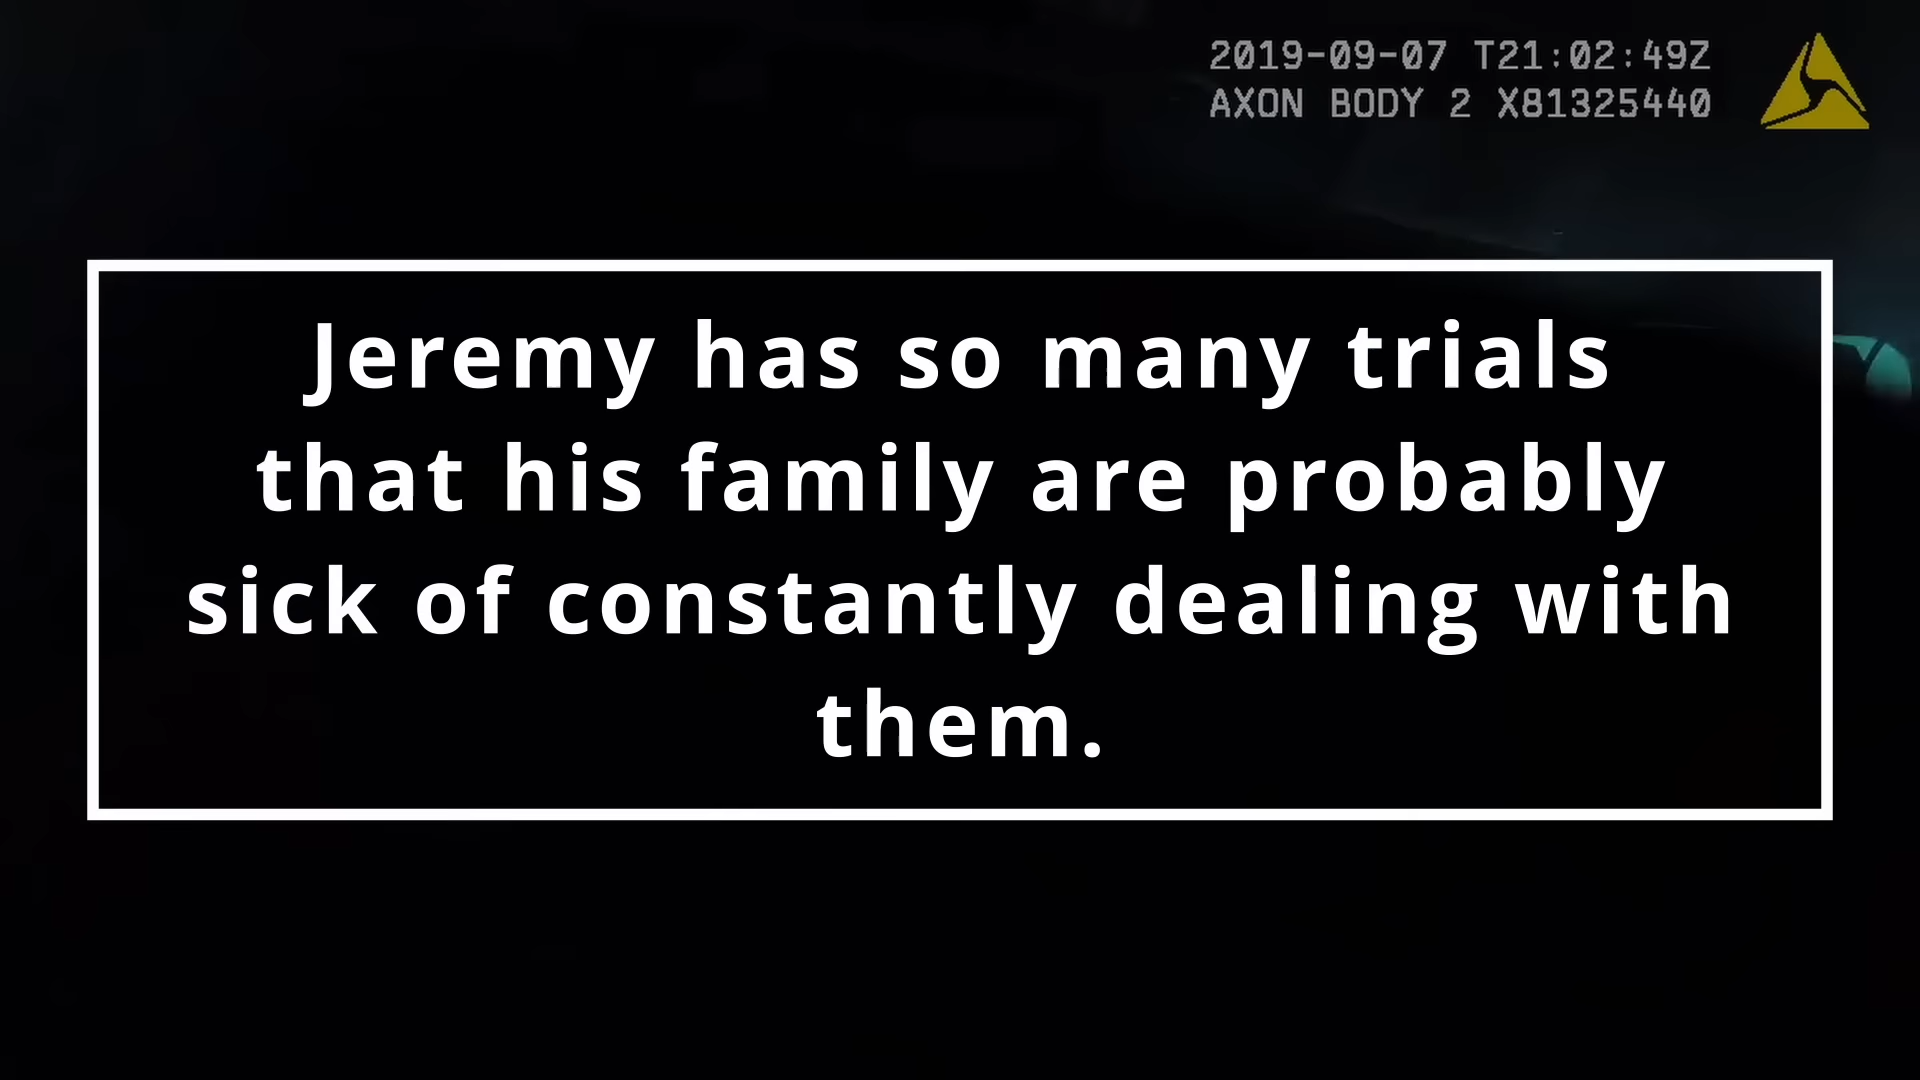 2019-09-07 T21:02:49Z
AXON BODY 2 X81325440
Jeremy has so many trials
that his family are probably
sick of constantly dealing with
them.